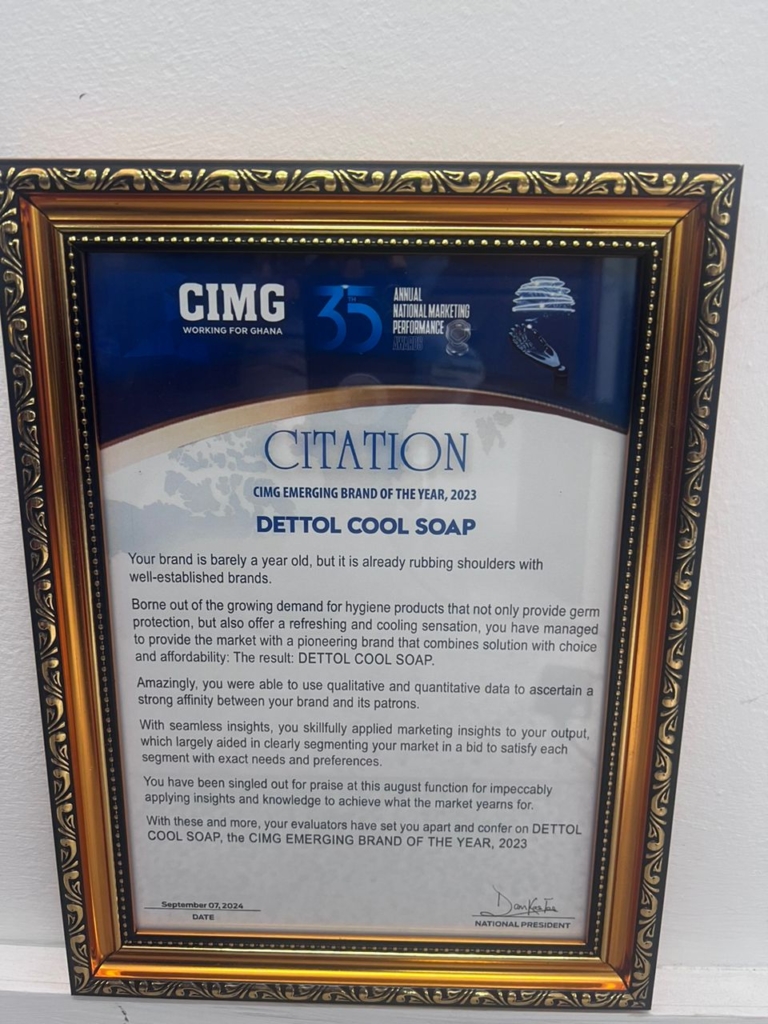 CIMG
WORKING FOR GHANA
35TH
ANNUAL
NATIONAL MARKETING
PERFORMANCE
AWARDS
CITATION
CIMG EMERGING BRAND OF THE YEAR, 2023
DETTOL COOL SOAP
Your brand is barely a year old, but it is already rubbing shoulders with
well-established brands.
Borne out of the growing demand for hygiene products that not only provide germ
protection, but also offer a refreshing and cooling sensation, you have managed
to provide the market with a pioneering brand that combines solution with choice
and affordability: The result: DETTOL COOL SOAP.
Amazingly, you were able to use qualitative and quantitative data to ascertain a
strong affinity between your brand and its patrons.
With seamless insights, you skillfully applied marketing insights to your output,
which largely aided in clearly segmenting your market in a bid to satisfy each
segment with exact needs and preferences.
You have been singled out for praise at this august function for impeccably
applying insights and knowledge to achieve what the market yearns for.
With these and more, your evaluators have set you apart and confer on DETTOL
COOL SOAP, the CIMG EMERGING BRAND OF THE YEAR, 2023
September 07, 2024
DATE
NATIONAL PRESIDENT